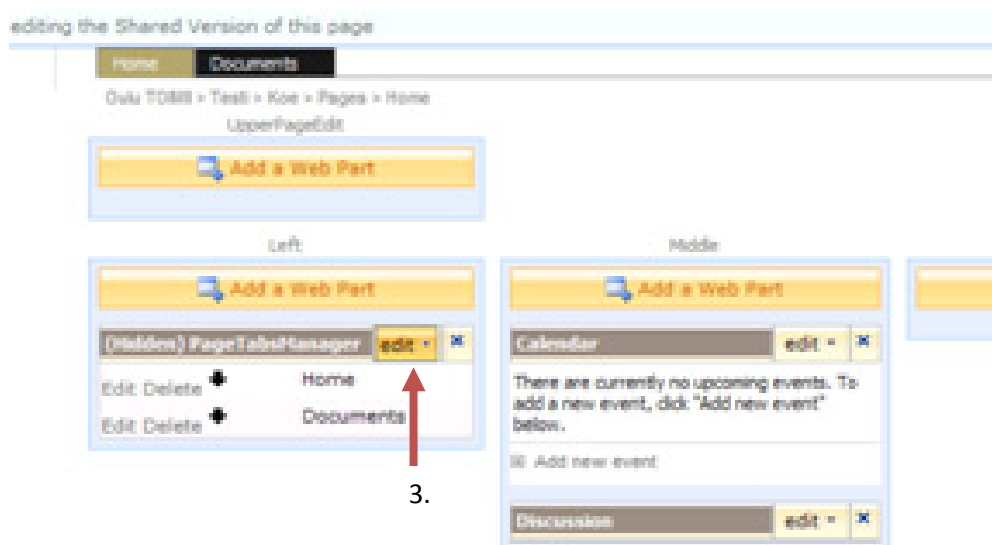 editing the Shared Version of this page
Home Documents
Oulu > Testi > Koe > Pages > Home
UpperPageEdit
Add a Web Part
Left
Add a Web Part
(Hidden) PageTabsManager edit
Edit Delete Home
Edit Delete Documents
3.
Middle
Add a Web Part
Calendar edit
There are currently no upcoming events. To
add a new event, click "Add new event"
below.
Add new event
Discussion edit